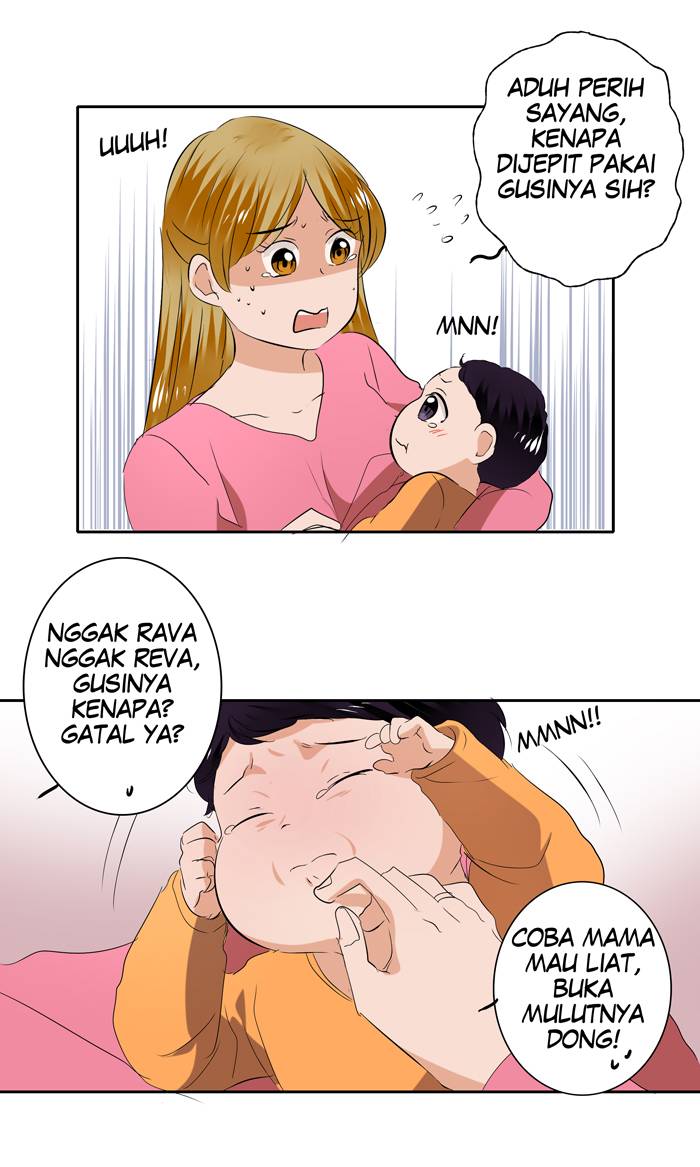 UUUH!
ADUH PERIH
SAYANG,
KENAPA
DIJEPIT PAKAI
GUSINYA SIH?
MNN!
NGGAK RAVA
NGGAK REVA,
GUSINYA
KENAPA?
GATAL YA?
MMNN!!
COBA MAMA
MAU LIAT,
BUKA
MULUTNYA
DONG!